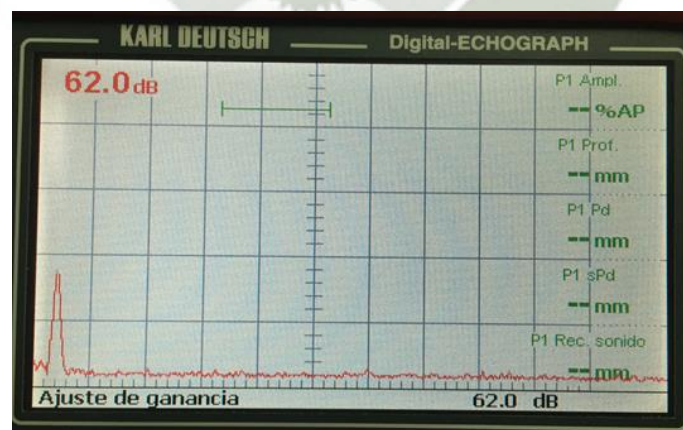 KARL DEUTSCH Digital-ECHOGRAPH
62.0 dB
P1 Ampl.
-- %AP
P1 Prof.
-- mm
P1 Pd
-- mm
P1 sPd
-- mm
P1 Rec. sonido
-- mm
Ajuste de ganancia 62.0 dB